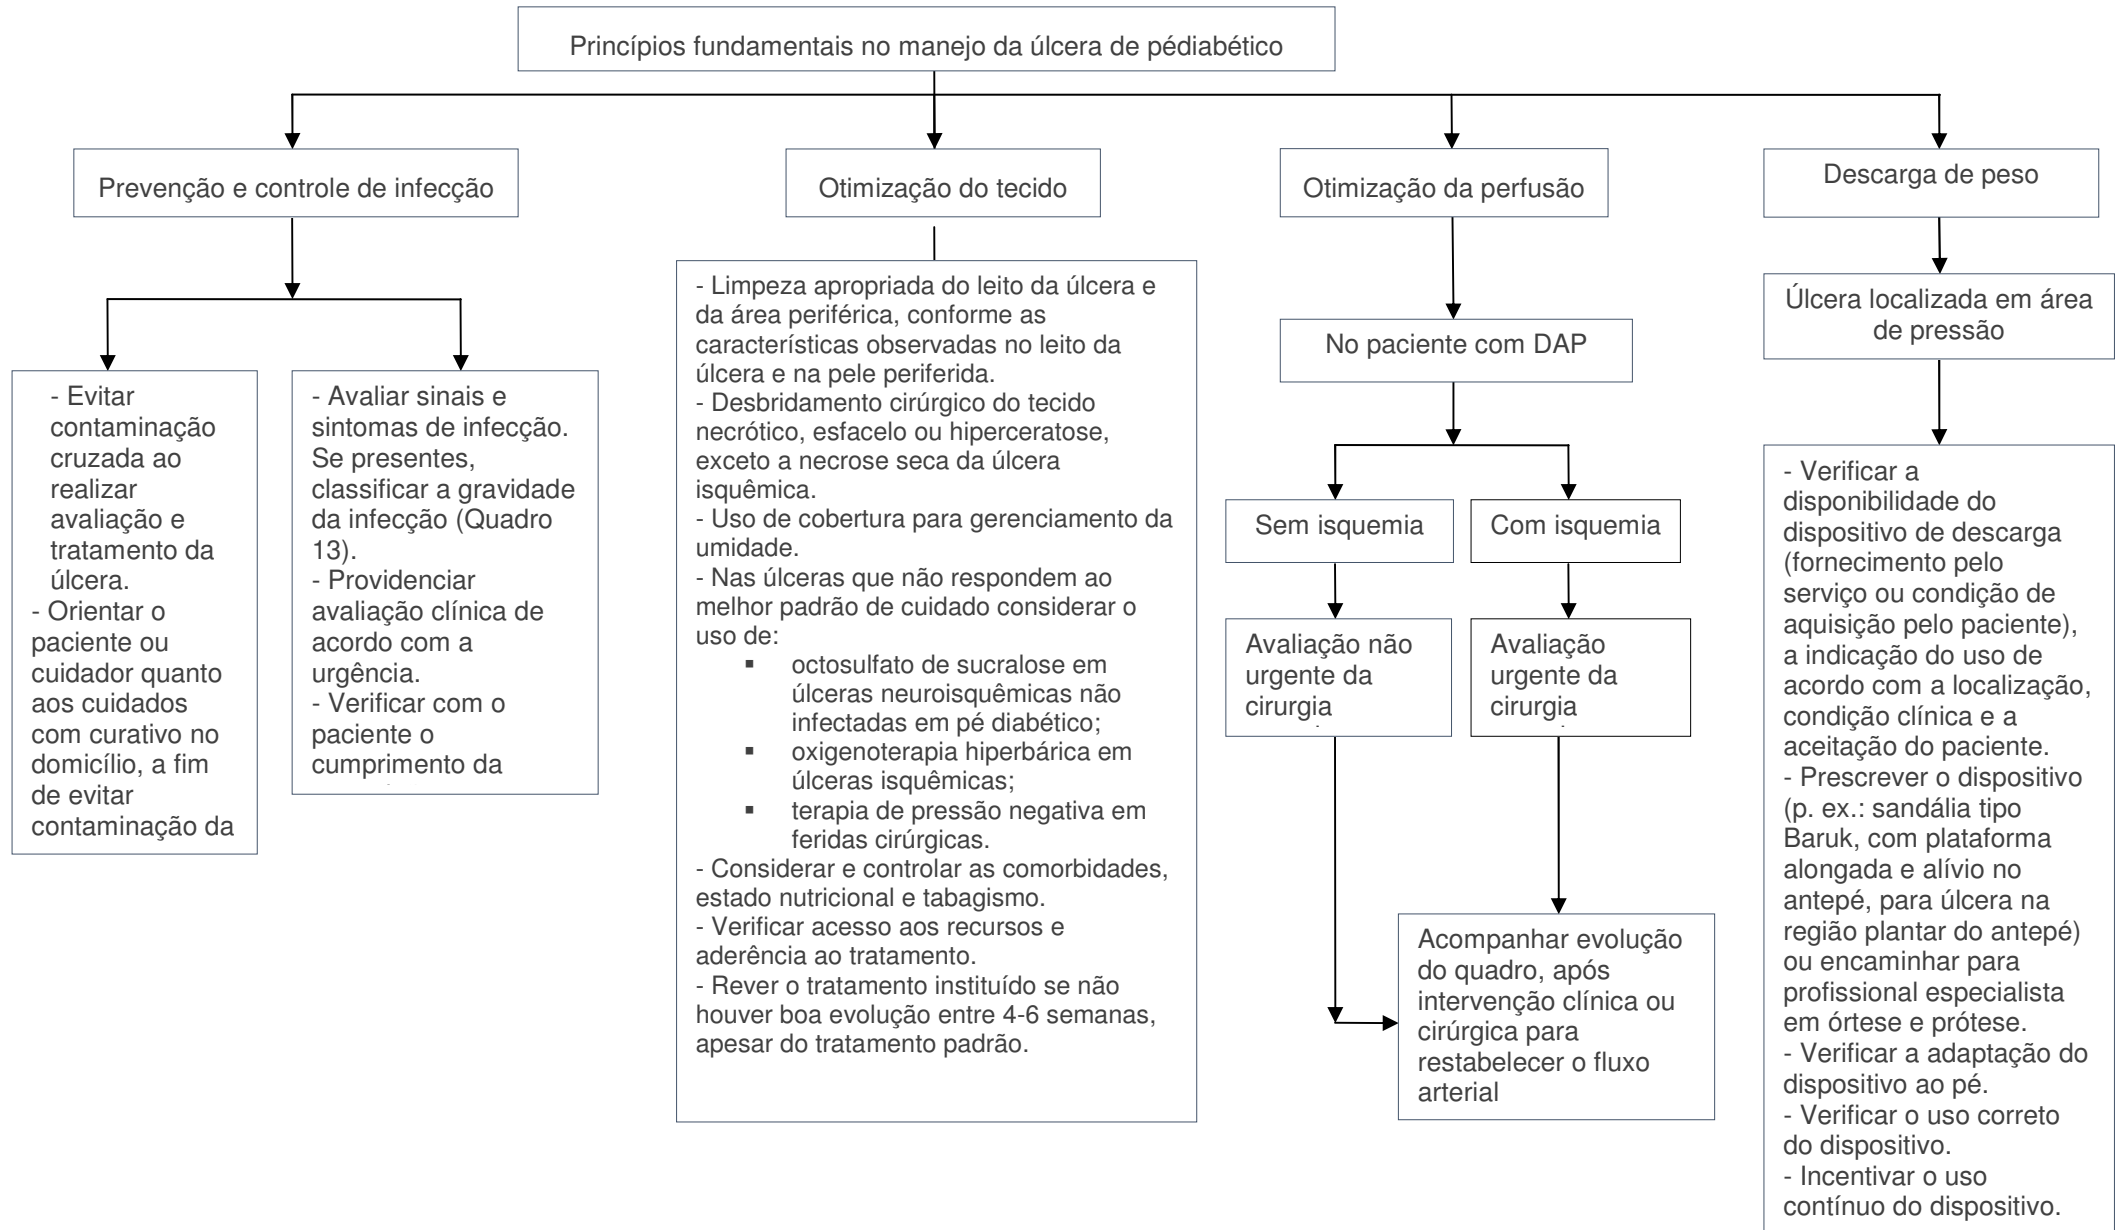 Princípios fundamentais no manejo da úlcera de pédiabético
Prevenção e controle de infecção
- Evitar
contaminação
cruzada ao
realizar
avaliação e
tratamento da
úlcera.
- Orientar o
paciente ou
cuidador quanto
aos cuidados
com curativo no
domicílio, a fim
de evitar
contaminação da
- Avaliar sinais e
sintomas de infecção.
Se presentes,
classificar a gravidade
da infecção (Quadro
13).
- Providenciar
avaliação clínica de
acordo com a
urgência.
- Verificar com o
paciente o
cumprimento da
Otimização do tecido
- Limpeza apropriada do leito da úlcera e
da área periférica, conforme as
características observadas no leito da
úlcera e na pele periferida.
- Desbridamento cirúrgico do tecido
necrótico, esfacelo ou hiperceratose,
exceto a necrose seca da úlcera
isquêmica.
- Uso de cobertura para gerenciamento da
umidade.
- Nas úlceras que não respondem ao
melhor padrão de cuidado considerar o
uso de:
▪ octosulfato de sucralose em
úlceras neuroisquêmicas não
infectadas em pé diabético;
▪ oxigenoterapia hiperbárica em
úlceras isquêmicas;
▪ terapia de pressão negativa em
feridas cirúrgicas.
- Considerar e controlar as comorbidades,
estado nutricional e tabagismo.
- Verificar acesso aos recursos e
aderência ao tratamento.
- Rever o tratamento instituído se não
houver boa evolução entre 4-6 semanas,
apesar do tratamento padrão.
Otimização da perfusão
No paciente com DAP
Sem isquemia
Avaliação não
urgente da
cirurgia
Com isquemia
Avaliação
urgente da
cirurgia
Acompanhar evolução
do quadro, após
intervenção clínica ou
cirúrgica para
restabelecer o fluxo
arterial
Descarga de peso
Úlcera localizada em área
de pressão
- Verificar a
disponibilidade do
dispositivo de descarga
(fornecimento pelo
serviço ou condição de
aquisição pelo paciente),
a indicação do uso de
acordo com a localização,
condição clínica e a
aceitação do paciente.
- Prescrever o dispositivo
(p. ex.: sandália tipo
Baruk, com plataforma
alongada e alívio no
antepé, para úlcera na
região plantar do antepé)
ou encaminhar para
profissional especialista
em órtese e prótese.
- Verificar a adaptação do
dispositivo ao pé.
- Verificar o uso correto
do dispositivo.
- Incentivar o uso
contínuo do dispositivo.